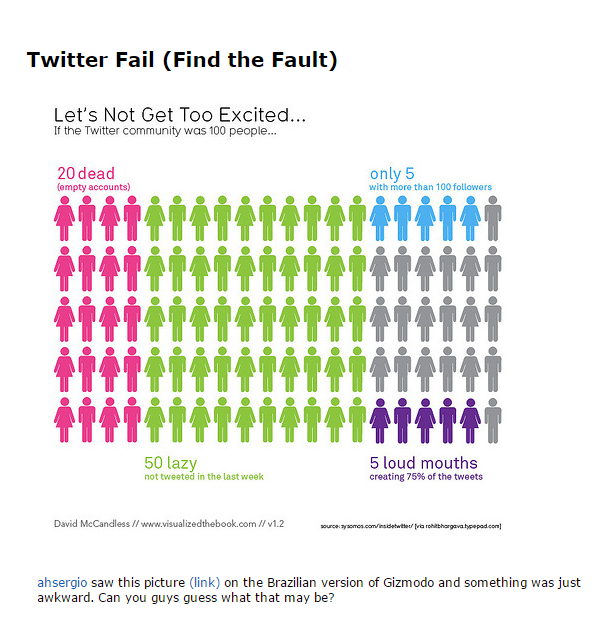 Twitter Fail (Find the Fault)
Let's Not Get Too Excited...
If the Twitter community was 100 people...
20 dead
(empty accounts)
only 5
with more than 100 followers
50 lazy
not tweeted in the last week
5 loud mouths
creating 75% of the tweets
David McCandless // www.visualizedthebook.com // v1.2
source: sysomos.com/insidetwitter/ [via rohitbhargava.typepad.com]
ahsergio saw this picture (link) on the Brazilian version of Gizmodo and something was just
awkward. Can you guys guess what that may be?